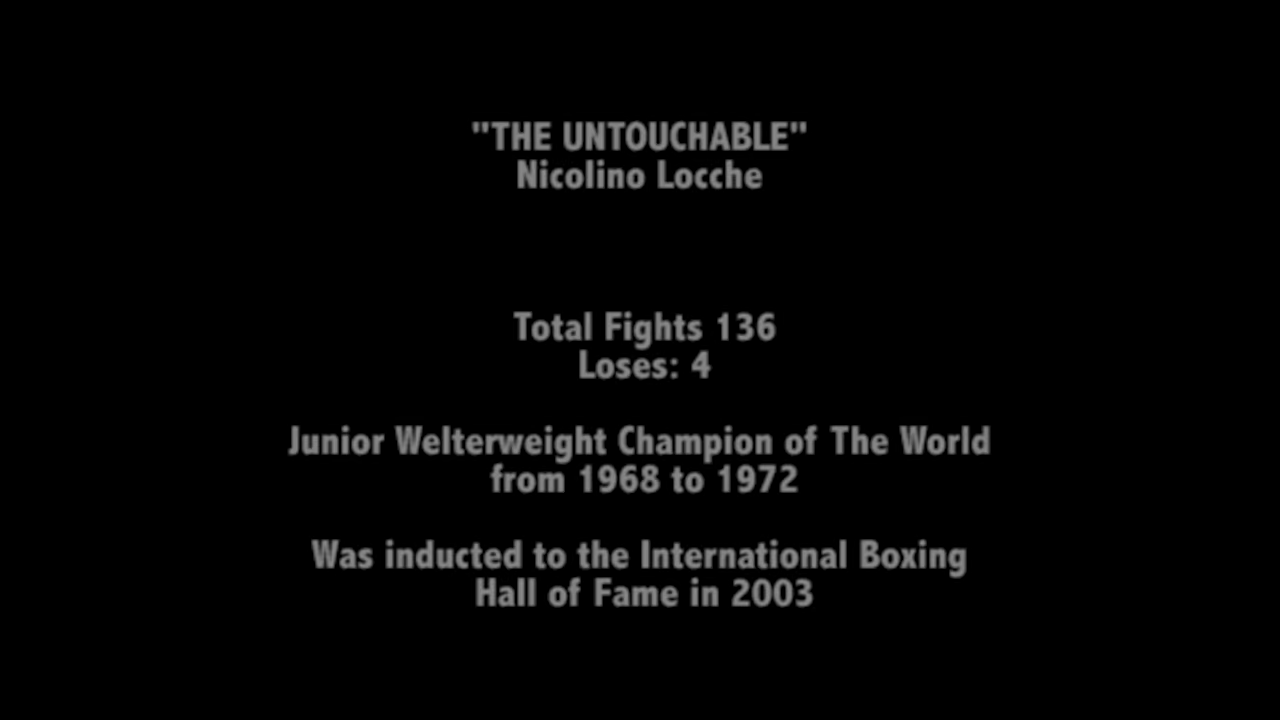 "THE UNTOUCHABLE"
Nicolino Locche
Total Fights 136
Loses: 4
Junior Welterweight Champion of The World
from 1968 to 1972
Was inducted to the International Boxing
Hall of Fame in 2003